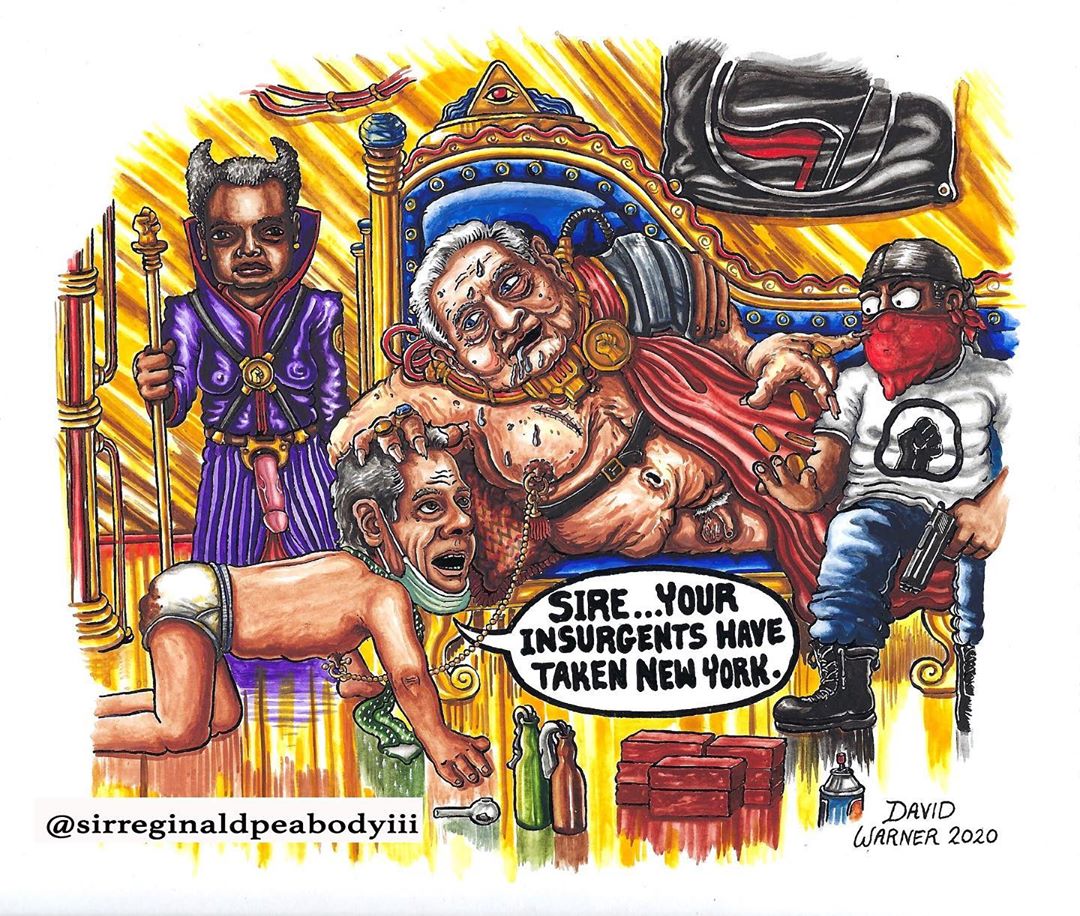 SIRE...YOUR
INSURGENTS HAVE
TAKEN NEW YORK.
@sirreginaldpeabodyiii
DAVID
WARNER 2020